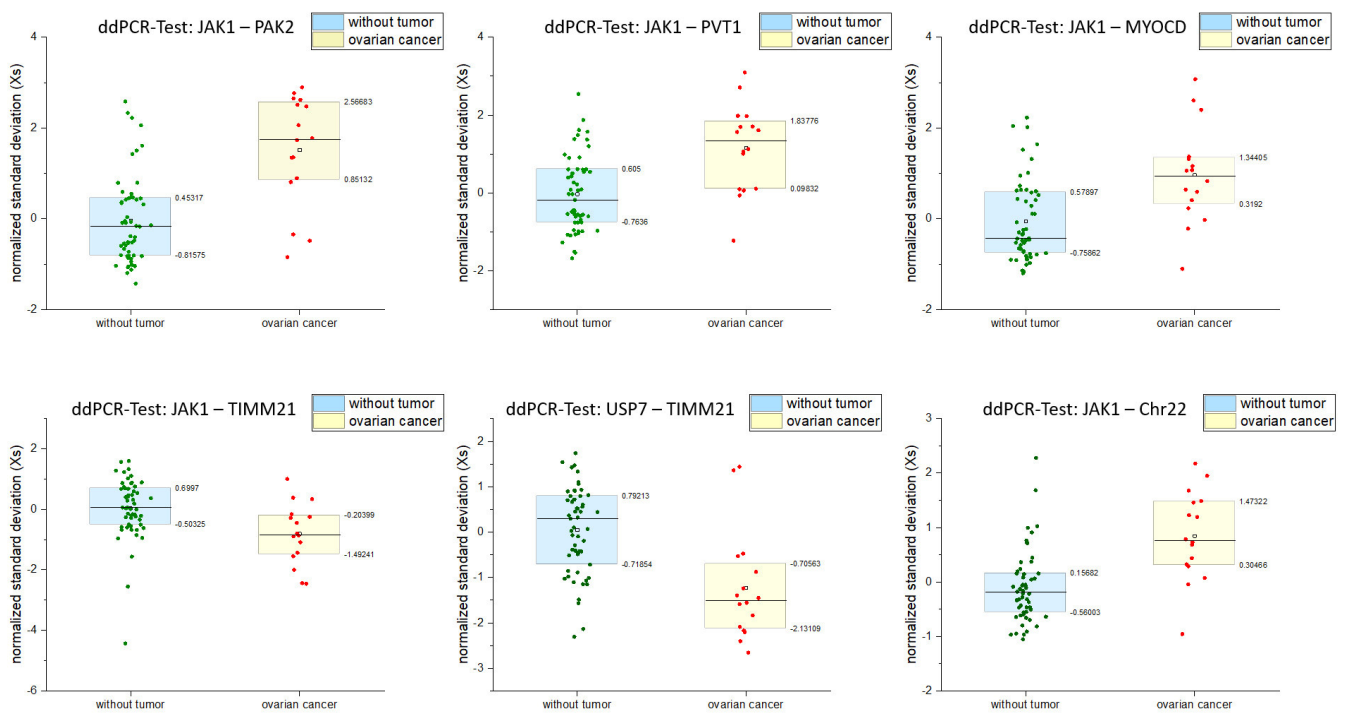 ddPCR-Test: JAK1 – PAK2
without tumor
ovarian cancer
normalized standard deviation (Xs)
4
2
0
-2
2.56683
0.85132
0.45317
-0.81575
without tumor
ovarian cancer
ddPCR-Test: JAK1 – PVT1
without tumor
ovarian cancer
normalized standard deviation (Xs)
4
2
0
-2
1.83776
0.09832
0.605
-0.7636
without tumor
ovarian cancer
ddPCR-Test: JAK1 – MYOCD
without tumor
ovarian cancer
normalized standard deviation (Xs)
4
2
0
-2
1.34405
0.3192
0.57897
-0.75862
without tumor
ovarian cancer
ddPCR-Test: JAK1 – TIMM21
without tumor
ovarian cancer
normalized standard deviation (Xs)
2
0
-2
-4
-6
0.6997
-0.50325
-0.20399
-1.49241
without tumor
ovarian cancer
ddPCR-Test: USP7 – TIMM21
without tumor
ovarian cancer
normalized standard deviation (Xs)
2
1
0
-1
-2
-3
0.79213
-0.71854
-0.70563
-2.13109
without tumor
ovarian cancer
ddPCR-Test: JAK1 – Chr22
without tumor
ovarian cancer
normalized standard deviation (Xs)
3
2
1
0
-1
-2
1.47322
0.30466
0.15682
-0.56003
without tumor
ovarian cancer